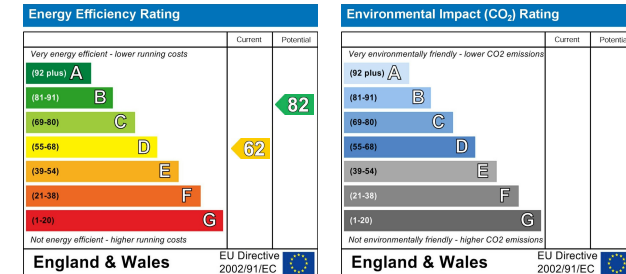 Energy Efficiency Rating
Current Potential
Very energy efficient - lower running costs
(92 plus) A
(81-91) B
82
(69-80) C
(55-68) D
62
(39-54) E
(21-38) F
(1-20) G
Not energy efficient - higher running costs
England & Wales
EU Directive
2002/91/EC
Environmental Impact (CO₂) Rating
Current Potential
Very environmentally friendly - lower CO2 emissions
(92 plus) A
(81-91) B
(69-80) C
(55-68) D
(39-54) E
(21-38) F
(1-20) G
Not environmentally friendly - higher CO2 emissions
England & Wales
EU Directive
2002/91/EC